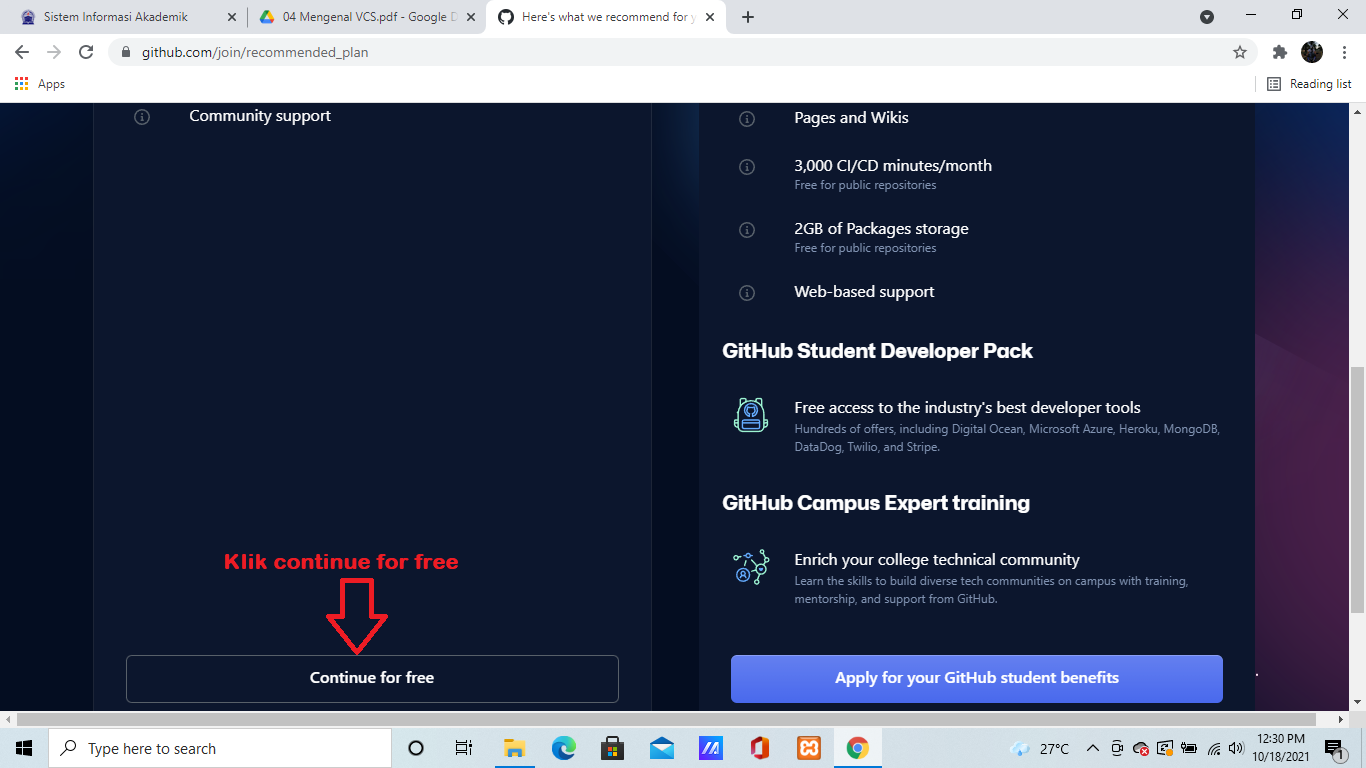 Sistem Informasi Akademik
04 Mengenal VCS.pdf - Google D
Here's what we recommend for y
github.com/join/recommended_plan
Apps
Reading list
Community support
Klik continue for free
Continue for free
Pages and Wikis
3,000 CI/CD minutes/month
Free for public repositories
2GB of Packages storage
Free for public repositories
Web-based support
GitHub Student Developer Pack
Free access to the industry's best developer tools
Hundreds of offers, including Digital Ocean, Microsoft Azure, Heroku, MongoDB,
DataDog, Twilio, and Stripe.
GitHub Campus Expert training
Enrich your college technical community
Learn the skills to build diverse tech communities on campus with training,
mentorship, and support from GitHub.
Apply for your GitHub student benefits
Type here to search
27°C
12:30 PM
10/18/2021
1